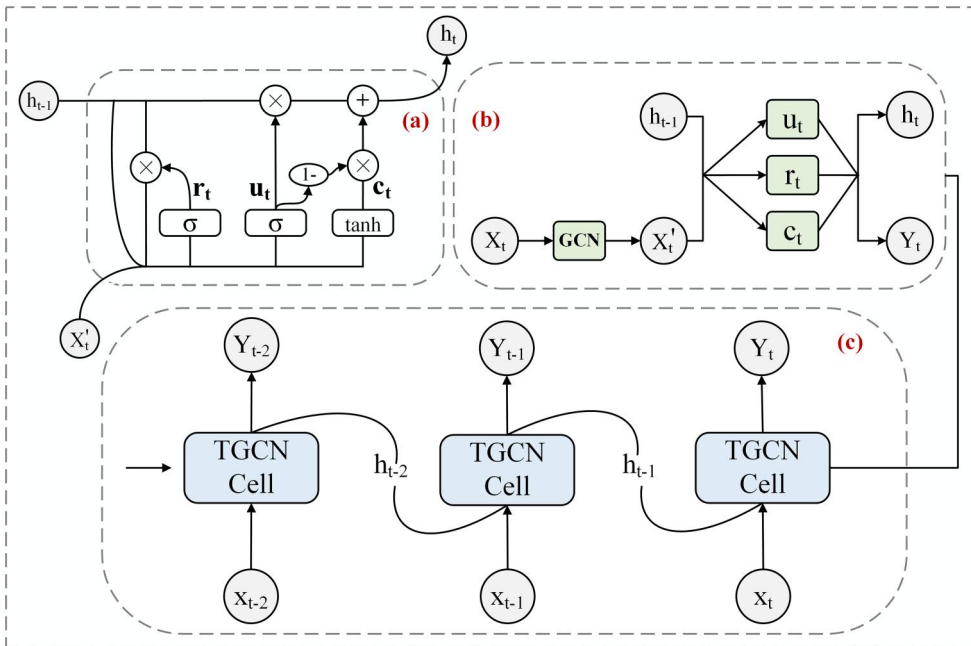 h_t
h_{t-1}
(a)
×
+
×
1-
×
r_t
u_t
c_t
σ
σ
tanh
X'_t
(b)
h_{t-1}
u_t
h_t
r_t
X_t
GCN
X'_t
c_t
Y_t
(c)
Y_{t-2}
Y_{t-1}
Y_t
TGCN
Cell
h_{t-2}
TGCN
Cell
h_{t-1}
TGCN
Cell
x_{t-2}
x_{t-1}
x_t